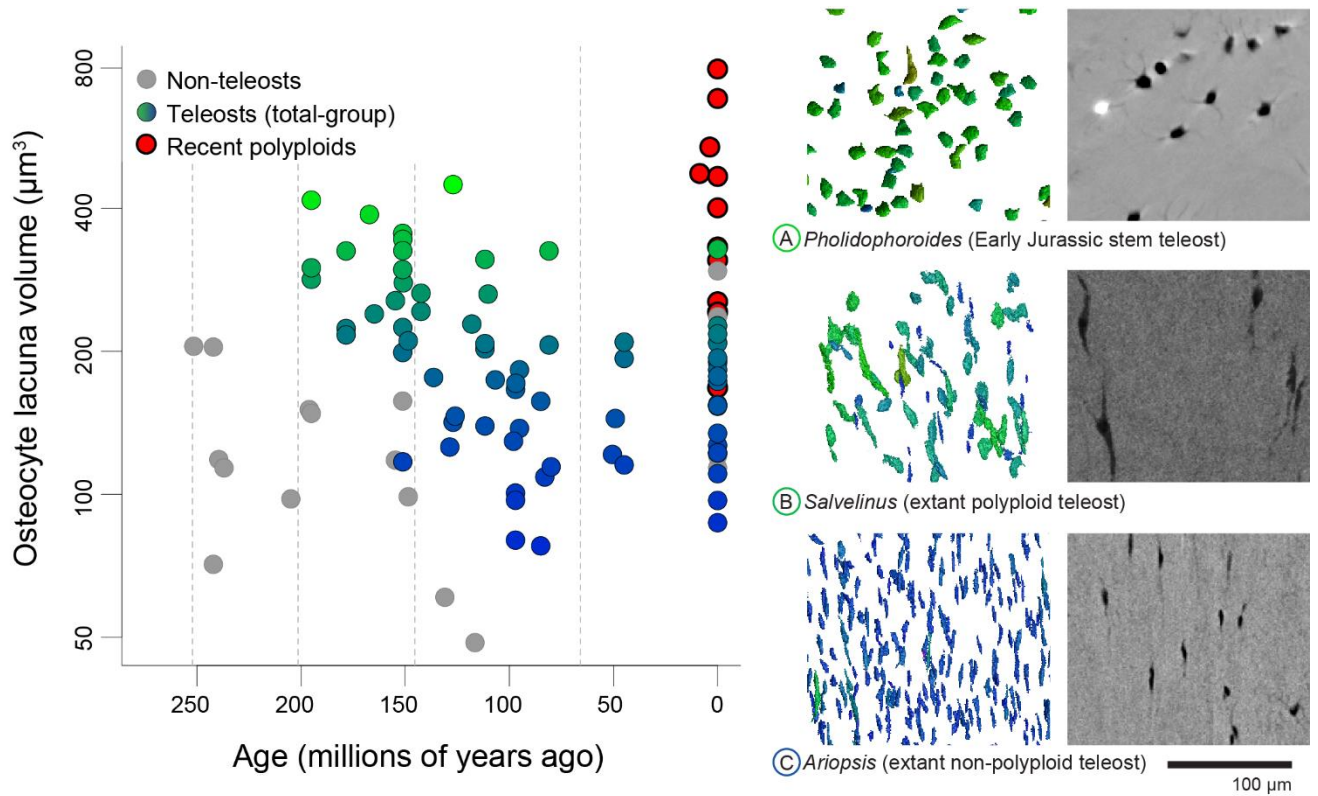 Osteocyte lacuna volume (µm³)
800
400
200
100
50
Non-teleosts
Teleosts (total-group)
Recent polyploids
250
200
150
100
50
0
Age (millions of years ago)
A Pholidophoroides (Early Jurassic stem teleost)
B Salvelinus (extant polyploid teleost)
C Ariopsis (extant non-polyploid teleost)
100 µm